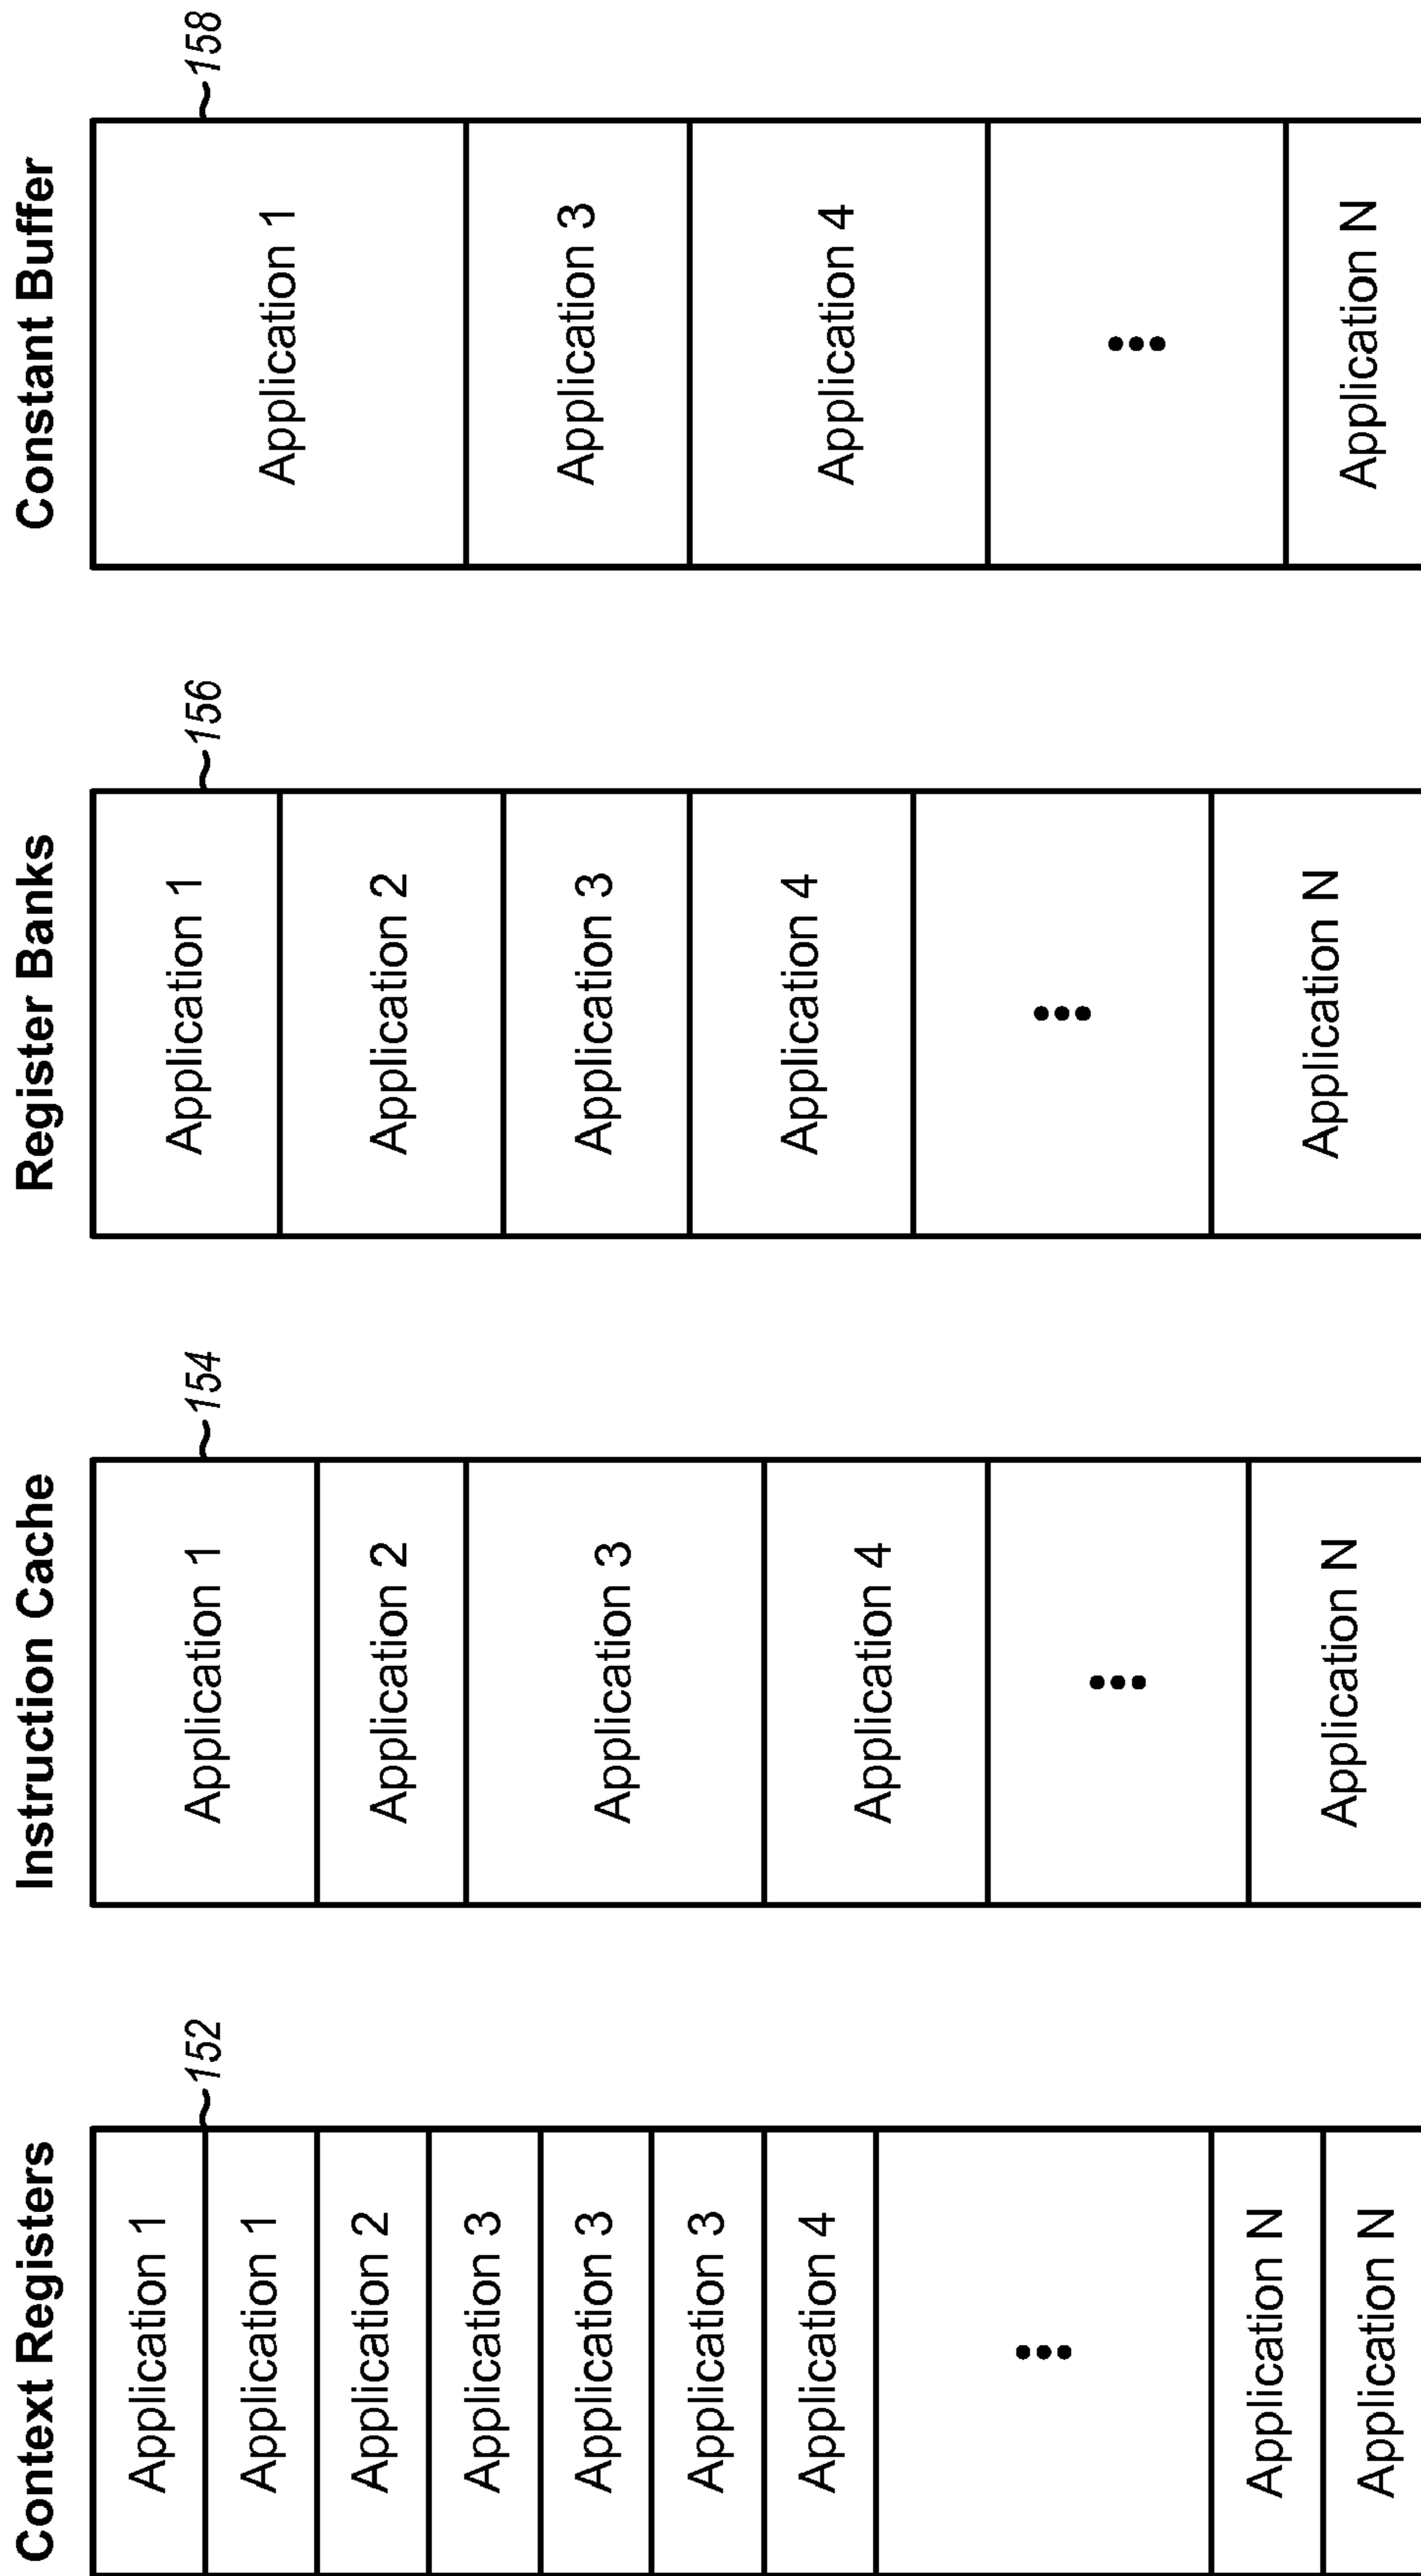 Context Registers
~152
Application 1
Application 1
Application 2
Application 3
Application 3
Application 3
Application 4
...
Application N
Application N
Instruction Cache
~154
Application 1
Application 2
Application 3
Application 4
...
Application N
Register Banks
~156
Application 1
Application 2
Application 3
Application 4
...
Application N
Constant Buffer
~158
Application 1
Application 3
Application 4
...
Application N